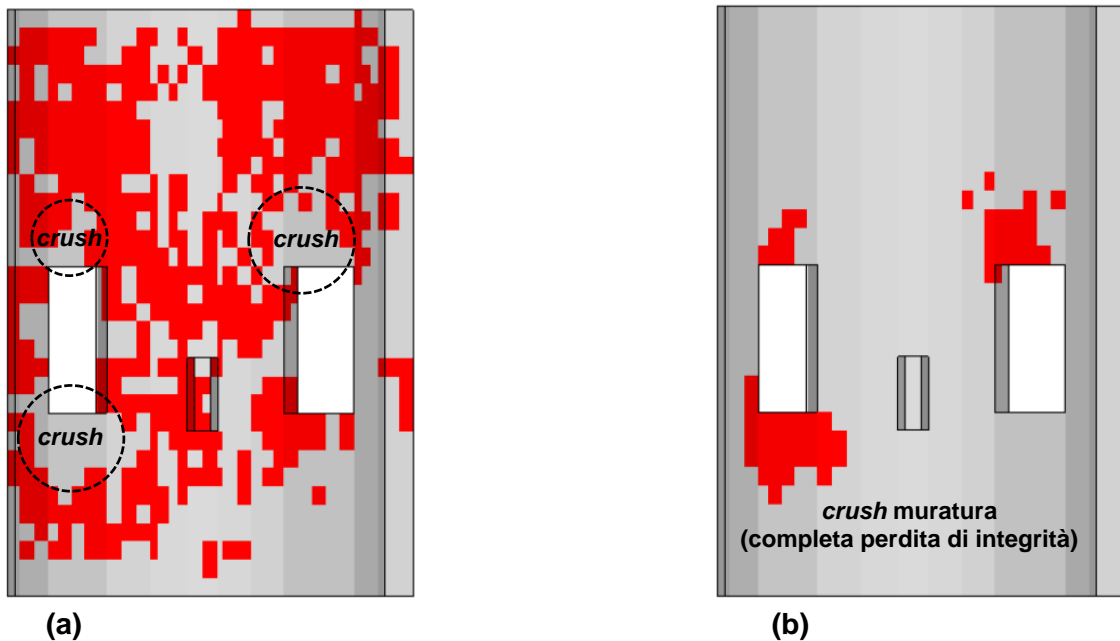 crush
crush
crush
crush muratura
(completa perdita di integrità)
(a)
(b)